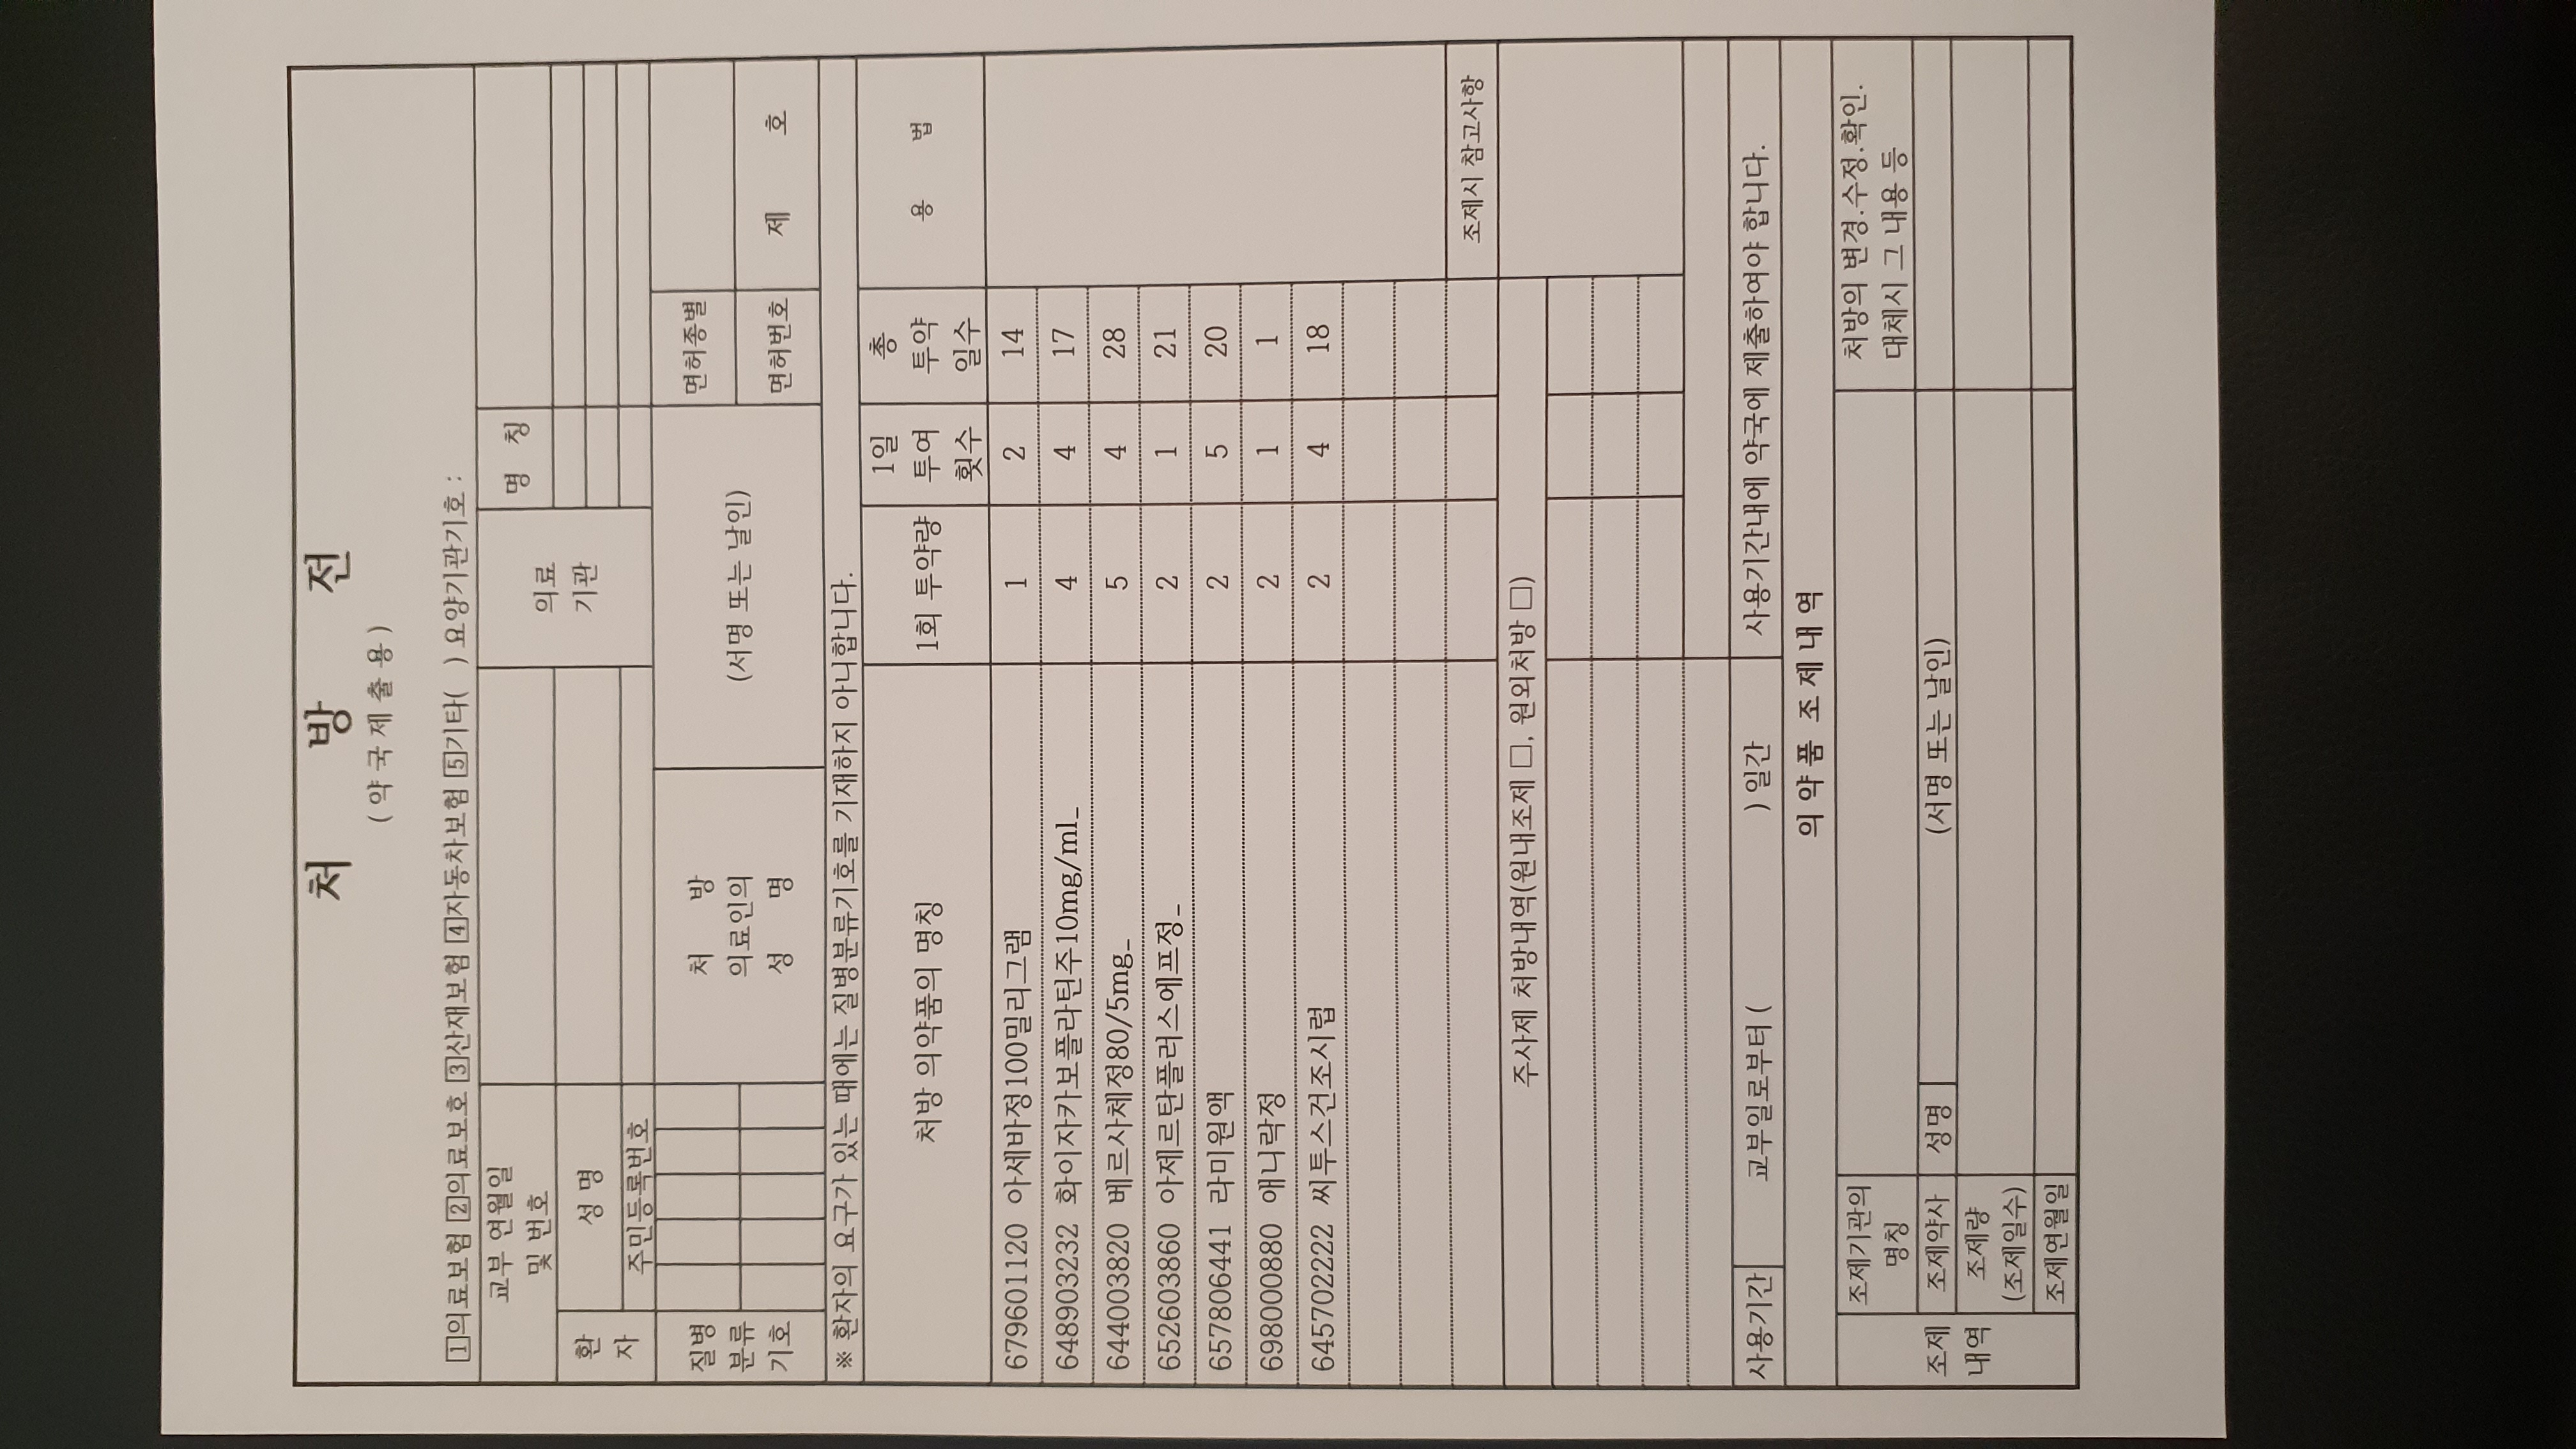 처 방 전
(약국제출용)
1의료보험 2의료보호 3산재보험 4자동차보험 5기타( ) 요양기관기호 :
교부 연월일
및 번호
의료
기관
명 칭
환
자
성 명
주민등록번호
질병
분류
기호
처 방
의료인의
성 명
(서명 또는 날인)
면허종별
면허번호
제 호
※ 환자의 요구가 있는 때에는 질병분류기호를 기재하지 아니합니다.
처방 의약품의 명칭
1회 투약량
1일
투여
횟수
총
투약
일수
용 법
679601120 아세바정100밀리그램 1 2 14
648903232 화이자카보플라틴주10mg/ml_ 4 4 17
644003820 베르사체정80/5mg_ 5 4 28
652603860 아제르탄플러스에프정_ 2 1 21
657806441 라미원액 2 5 20
698000880 애니락정 2 1 1
645702222 씨투스건조시럽 2 4 18
조제시 참고사항
주사제 처방내역(원내조제 □, 원외처방 □)
사용기간 교부일로부터 ( ) 일간 사용기간내에 약국에 제출하여야 합니다.
의약품 조제내역
조제
내역
조제기관의
명칭
처방의 변경.수정.확인.
대체시 그 내용 등
조제약사 성명 (서명 또는 날인)
조제량
(조제일수)
조제연월일